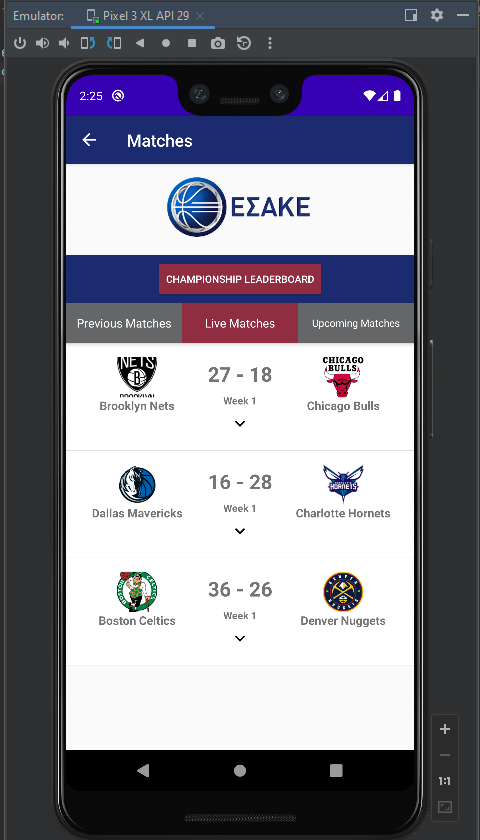 Emulator: Pixel 3 XL API 29
2:25
Matches
ΕΣΑΚΕ
CHAMPIONSHIP LEADERBOARD
Previous Matches Live Matches Upcoming Matches
NETS
B
BROOKLYN
Brooklyn Nets
27 - 18
Week 1
CHICAGO
BULLS
Chicago Bulls
Dallas Mavericks
16 - 28
Week 1
HORNETS
Charlotte Hornets
Boston Celtics
36 - 26
Week 1
Denver Nuggets
1:1